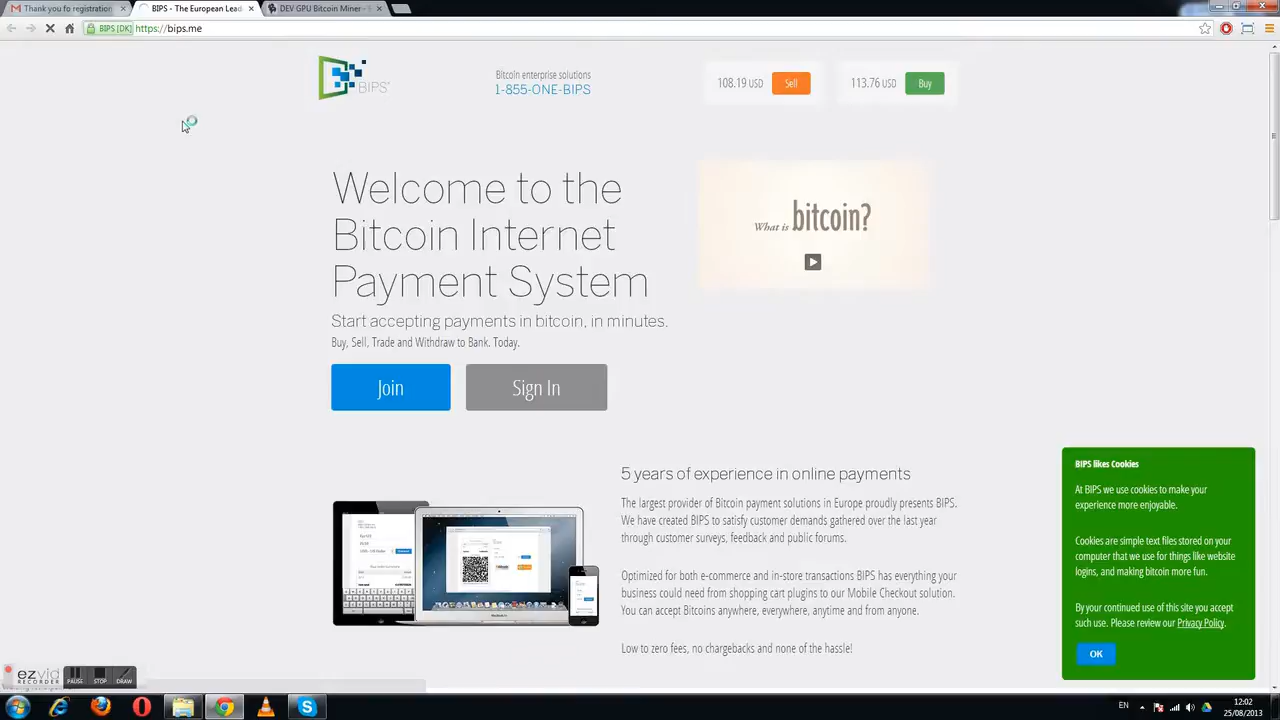 Thank you fo registration
BIPS - The European Lead
DEV GPU Bitcoin Miner - S
BIPS [DK] https://bips.me
BIPS
Bitcoin enterprise solutions
1-855-ONE-BIPS
108.19 USD Sell
113.76 USD Buy
Welcome to the
Bitcoin Internet
Payment System
What is bitcoin?
Start accepting payments in bitcoin, in minutes.
Buy, Sell, Trade and Withdraw to Bank. Today.
Join
Sign In
5 years of experience in online payments
The largest provider of Bitcoin payment solutions in Europe proudly presents BIPS.
We have created BIPS to satisfy customer demands gathered over the last year
through customer surveys, feedback and public forums.
Optimized for both e-commerce and in-store transactions BIPS has everything your
business could need from shopping cart plugins to our Mobile Checkout solution.
You can accept Bitcoins anywhere, everywhere, anytime and from anyone.
Low to zero fees, no chargebacks and none of the hassle!
BIPS likes Cookies
At BIPS we use cookies to make your
experience more enjoyable.
Cookies are simple text files stored on your
computer that we use for things like website
logins, and making bitcoin more fun.
By your continued use of this site you accept
such use. Please review our Privacy Policy.
OK
ezvid
RECORDER
PAUSE
STOP
DRAW
EN
12:02
25/08/2013